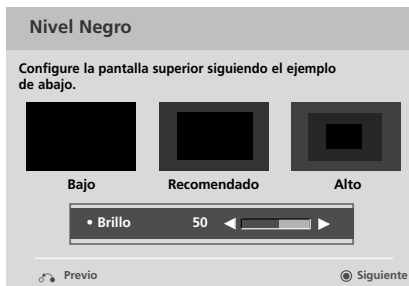 Nivel Negro
Configure la pantalla superior siguiendo el ejemplo
de abajo.
Bajo
Recomendado
Alto
• Brillo 50
Previo
Siguiente